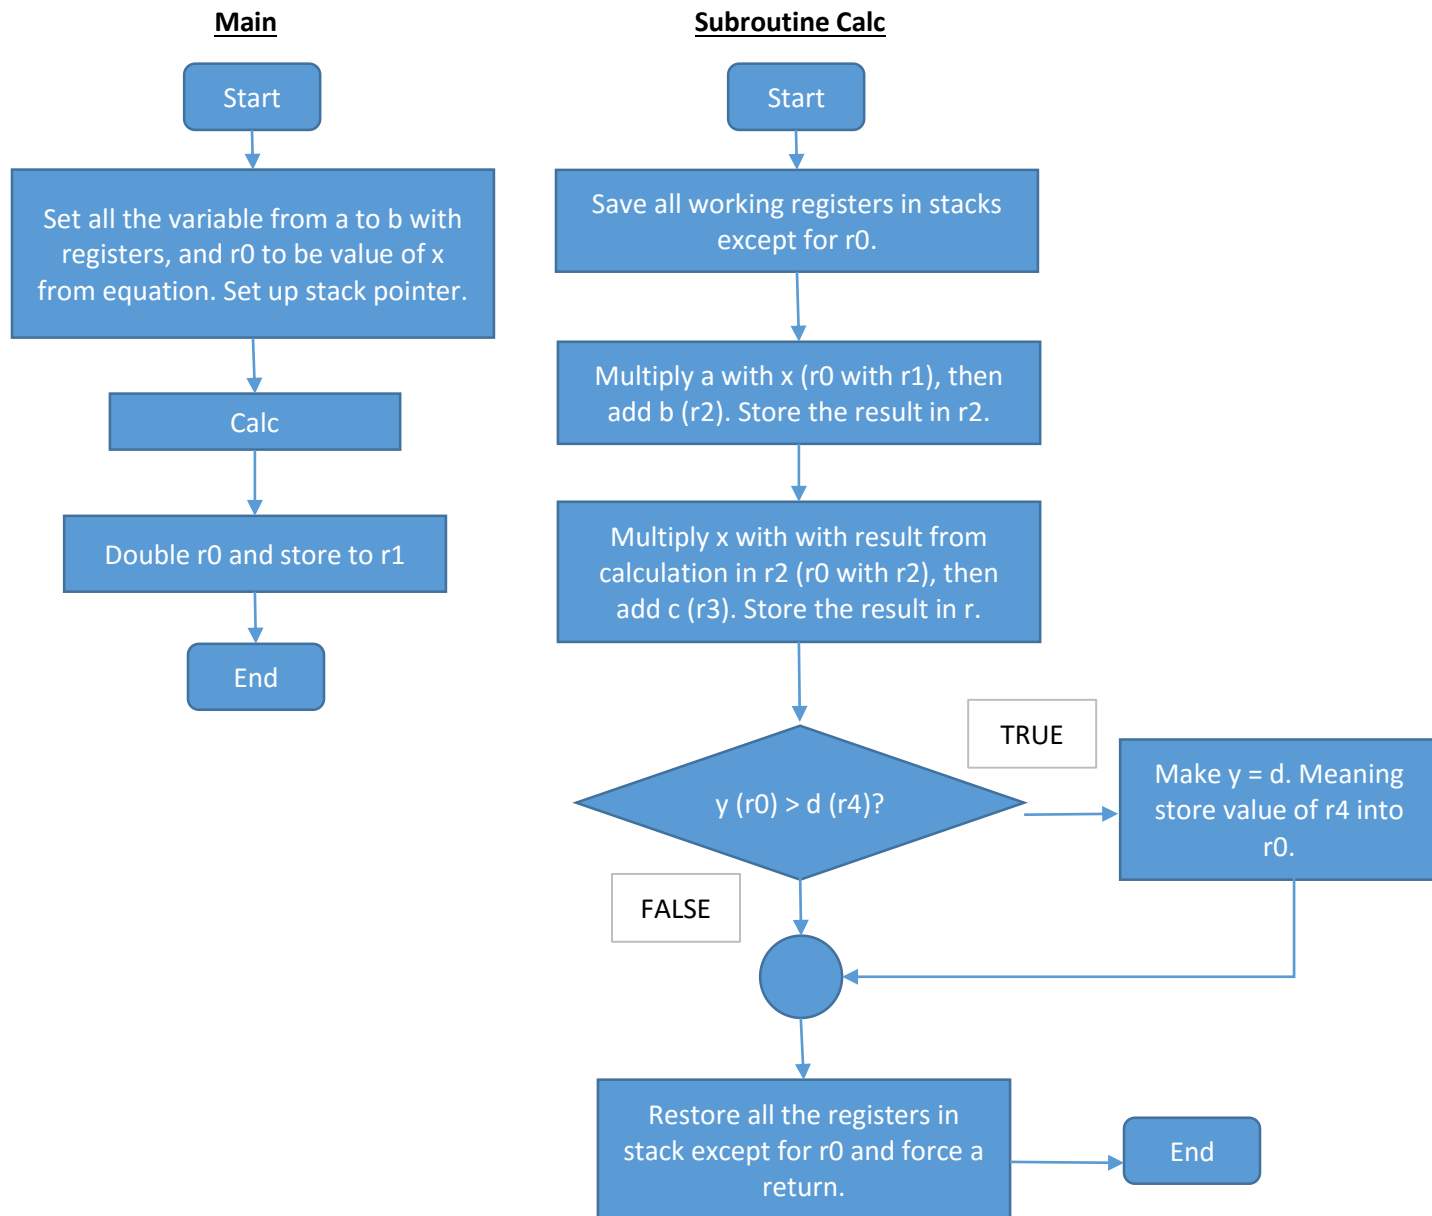 Main
Start
Set all the variable from a to b with
registers, and r0 to be value of x
from equation. Set up stack pointer.
Calc
Double r0 and store to r1
End
Subroutine Calc
Start
Save all working registers in stacks
except for r0.
Multiply a with x (r0 with r1), then
add b (r2). Store the result in r2.
Multiply x with with result from
calculation in r2 (r0 with r2), then
add c (r3). Store the result in r.
y (r0) > d (r4)?
TRUE
Make y = d. Meaning
store value of r4 into
r0.
FALSE
Restore all the registers in
stack except for r0 and force a
return.
End